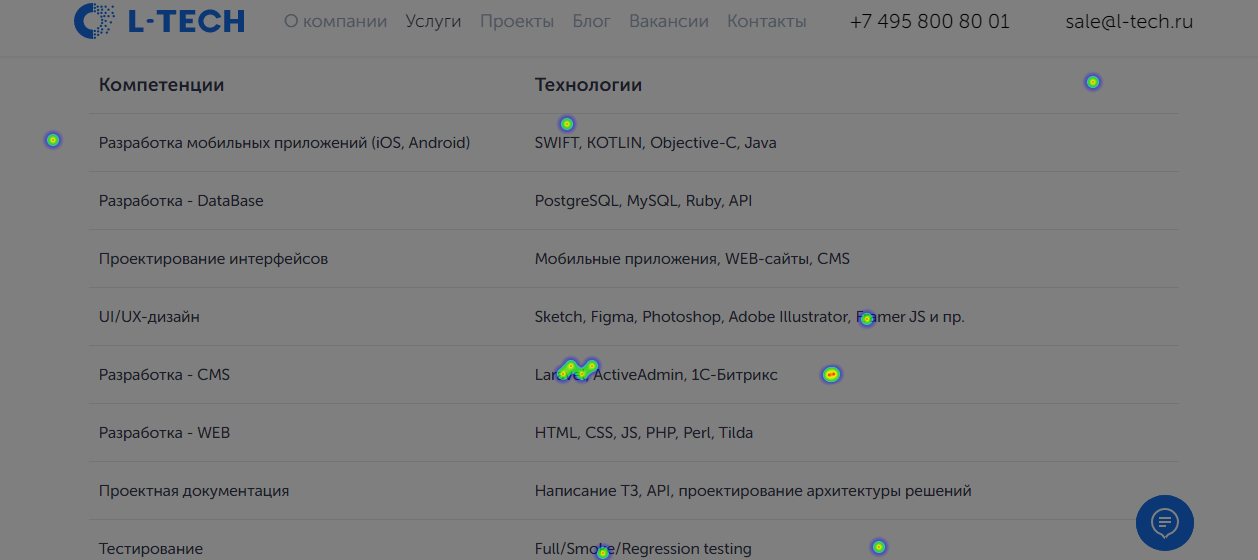 L-TECH О компании Услуги Проекты Блог Вакансии Контакты +7 495 800 80 01 sale@l-tech.ru
Компетенции Технологии
Разработка мобильных приложений (iOS, Android) SWIFT, KOTLIN, Objective-C, Java
Разработка - DataBase PostgreSQL, MySQL, Ruby, API
Проектирование интерфейсов Мобильные приложения, WEB-сайты, CMS
UI/UX-дизайн Sketch, Figma, Photoshop, Adobe Illustrator, Framer JS и пр.
Разработка - CMS Laravel, ActiveAdmin, 1С-Битрикс
Разработка - WEB HTML, CSS, JS, PHP, Perl, Tilda
Проектная документация Написание ТЗ, API, проектирование архитектуры решений
Тестирование Full/Smoke/Regression testing